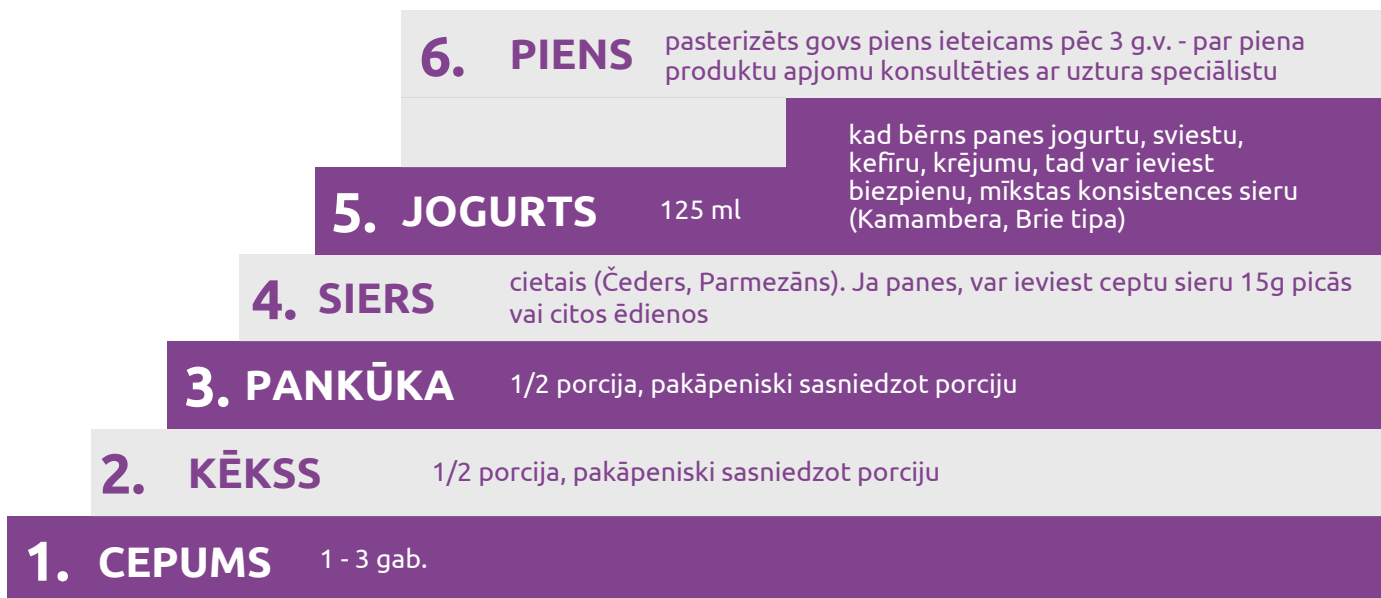 6. PIENS pasterizēts govs piens ieteicams pēc 3 g.v. - par piena
produktu apjomu konsultēties ar uztura speciālistu
5. JOGURTS 125 ml
kad bērns panes jogurtu, sviestu,
kefīru, krējumu, tad var ieviest
biezpienu, mīkstas konsistences sieru
(Kamambera, Brie tipa)
4. SIERS cietais (Čeders, Parmezāns). Ja panes, var ieviest ceptu sieru 15g picās
vai citos ēdienos
3. PANKŪKA 1/2 porcija, pakāpeniski sasniedzot porciju
2. KĒKSS 1/2 porcija, pakāpeniski sasniedzot porciju
1. CEPUMS 1 - 3 gab.